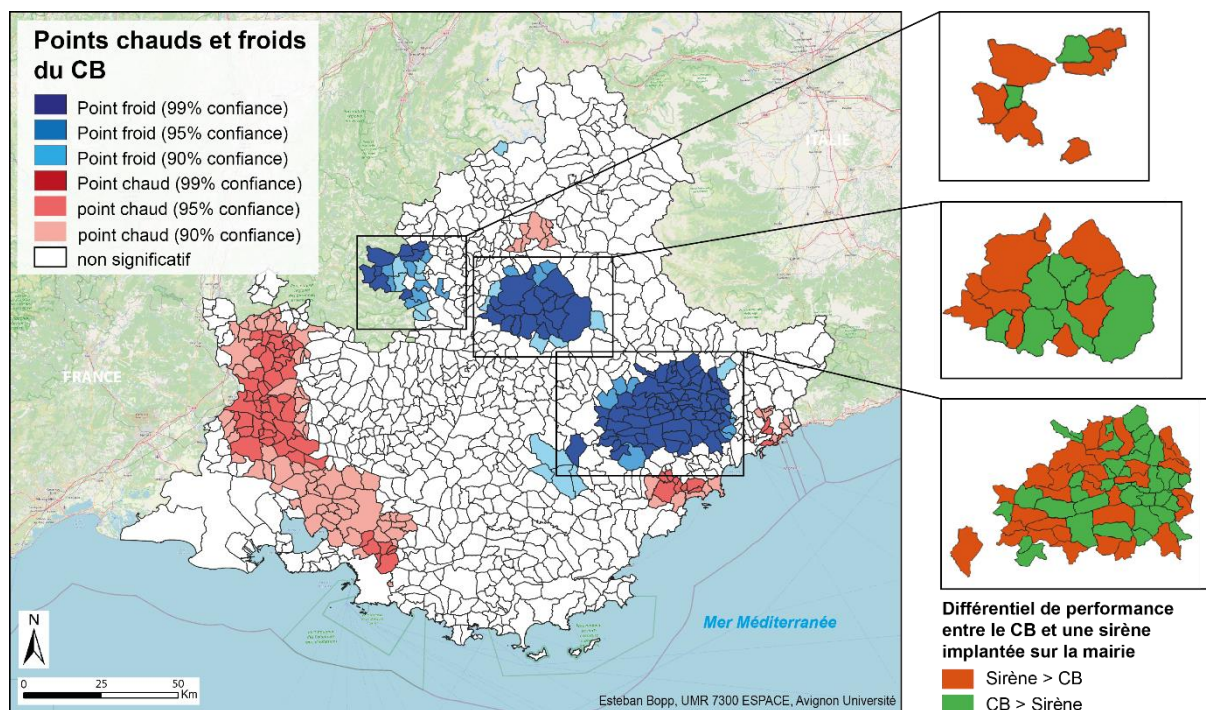 Points chauds et froids
du CB
Point froid (99% confiance)
Point froid (95% confiance)
Point froid (90% confiance)
Point chaud (99% confiance)
point chaud (95% confiance)
point chaud (90% confiance)
non significatif
ITALIE
FRANCE
Mer Méditerranée
N
0 25 50
Km
Esteban Bopp, UMR 7300 ESPACE, Avignon Université
Différentiel de performance
entre le CB et une sirène
implantée sur la mairie
Sirène > CB
CB > Sirène